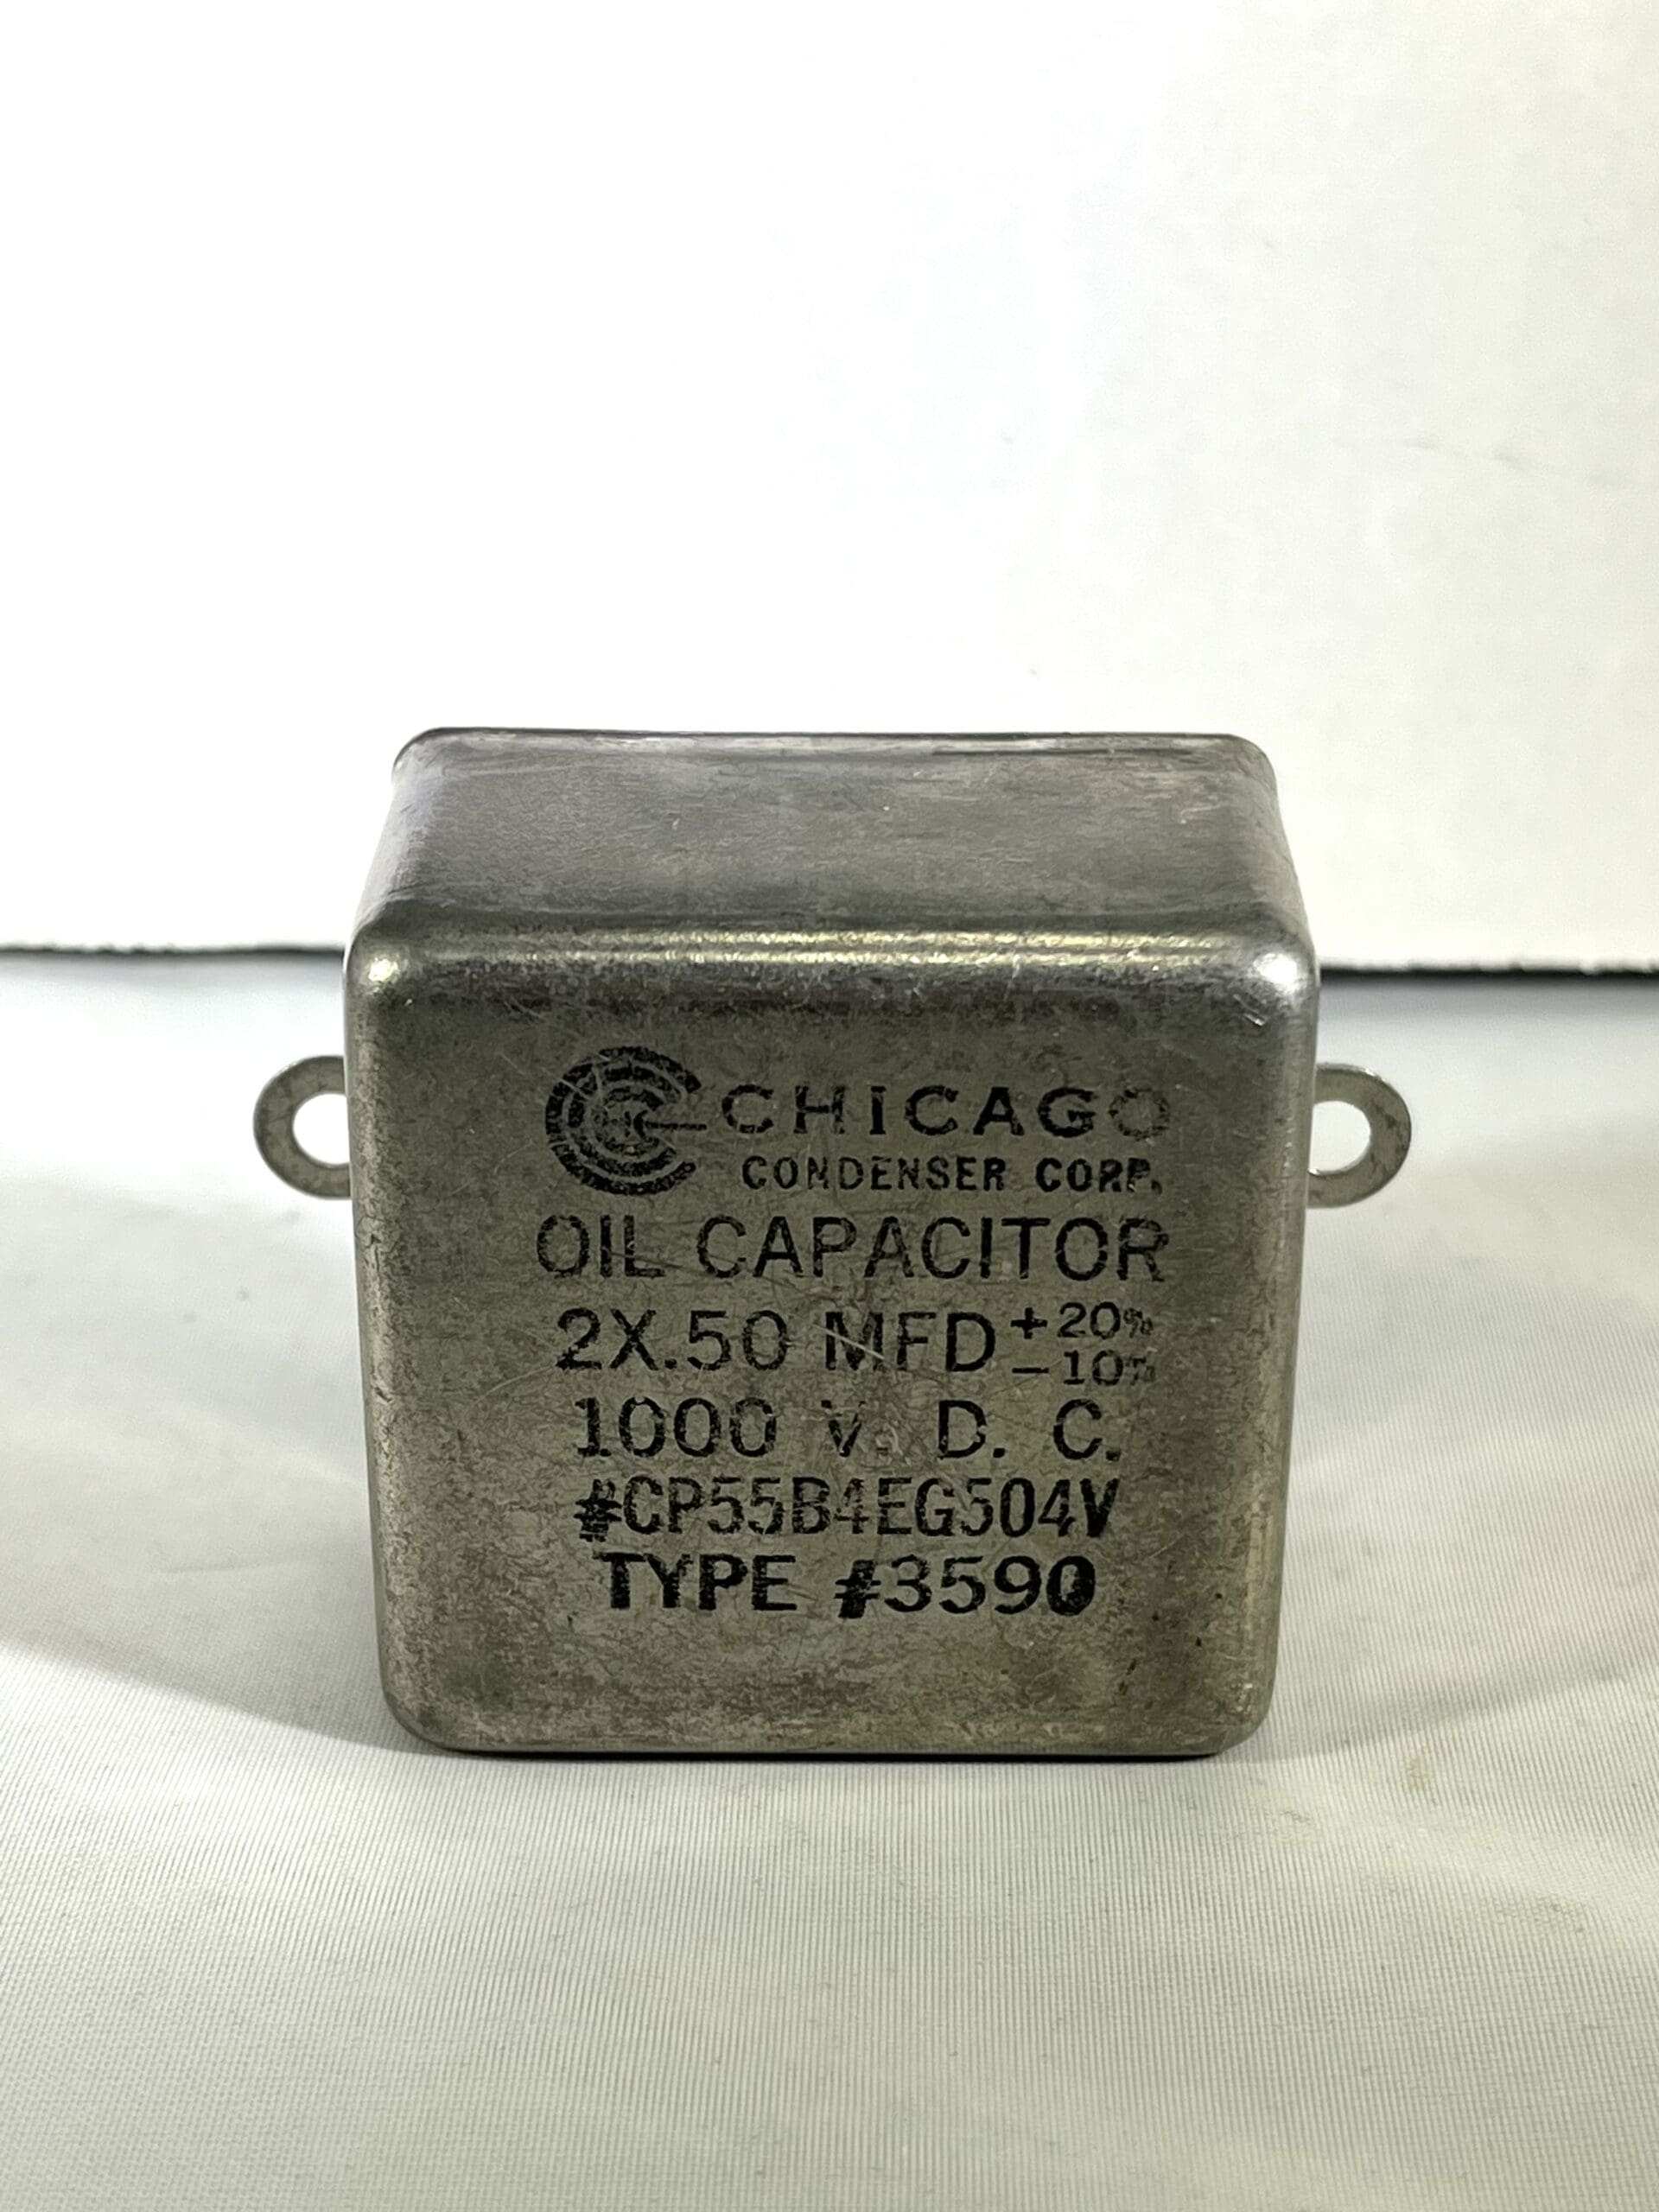 CHICAGO
CONDENSER CORP.
OIL CAPACITOR
2X.50 MFD +20% -10%
1000 V. D. C.
#CP55B4EG504V
TYPE #3590